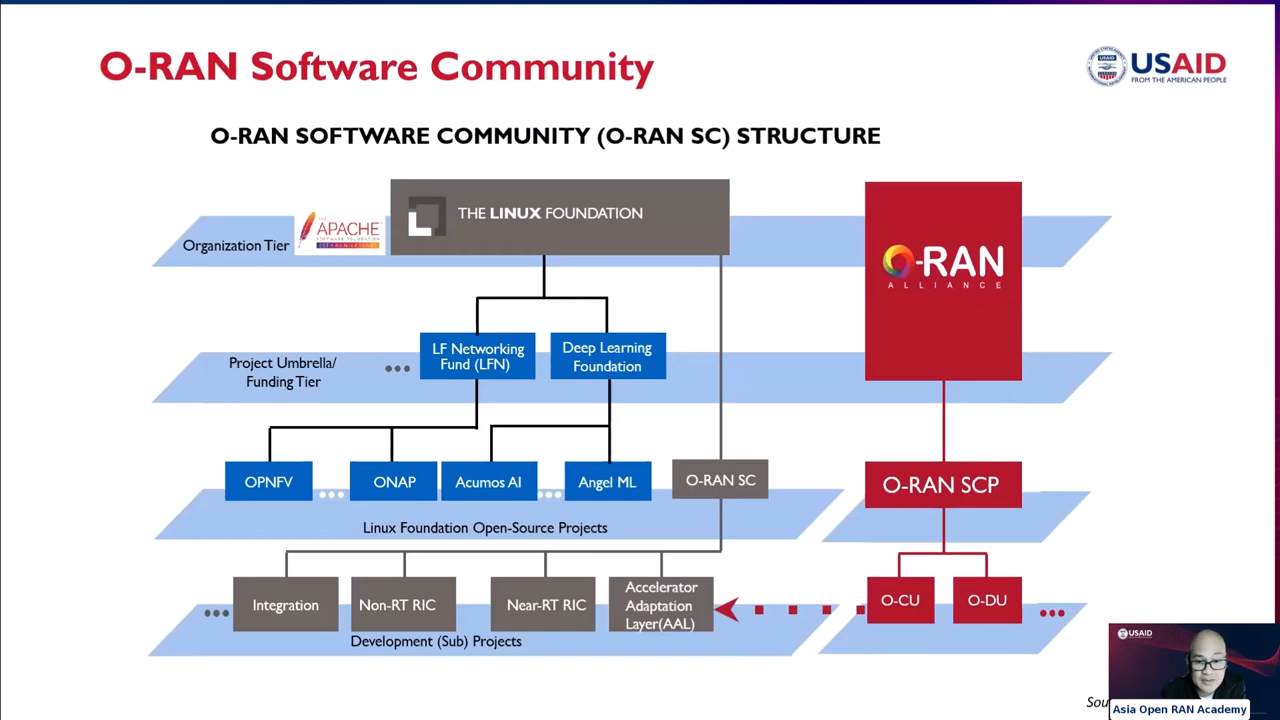 O-RAN Software Community
USAID
FROM THE AMERICAN PEOPLE
O-RAN SOFTWARE COMMUNITY (O-RAN SC) STRUCTURE
THE LINUX FOUNDATION
Organization Tier
THE
APACHE
SOFTWARE FOUNDATION
O-RAN
ALLIANCE
Project Umbrella/
Funding Tier
LF Networking
Fund (LFN)
Deep Learning
Foundation
OPNFV
ONAP
Acumos AI
Angel ML
O-RAN SC
O-RAN SCP
Linux Foundation Open-Source Projects
Integration
Non-RT RIC
Near-RT RIC
Accelerator
Adaptation
Layer(AAL)
O-CU
O-DU
Development (Sub) Projects
USAID
Asia Open RAN Academy